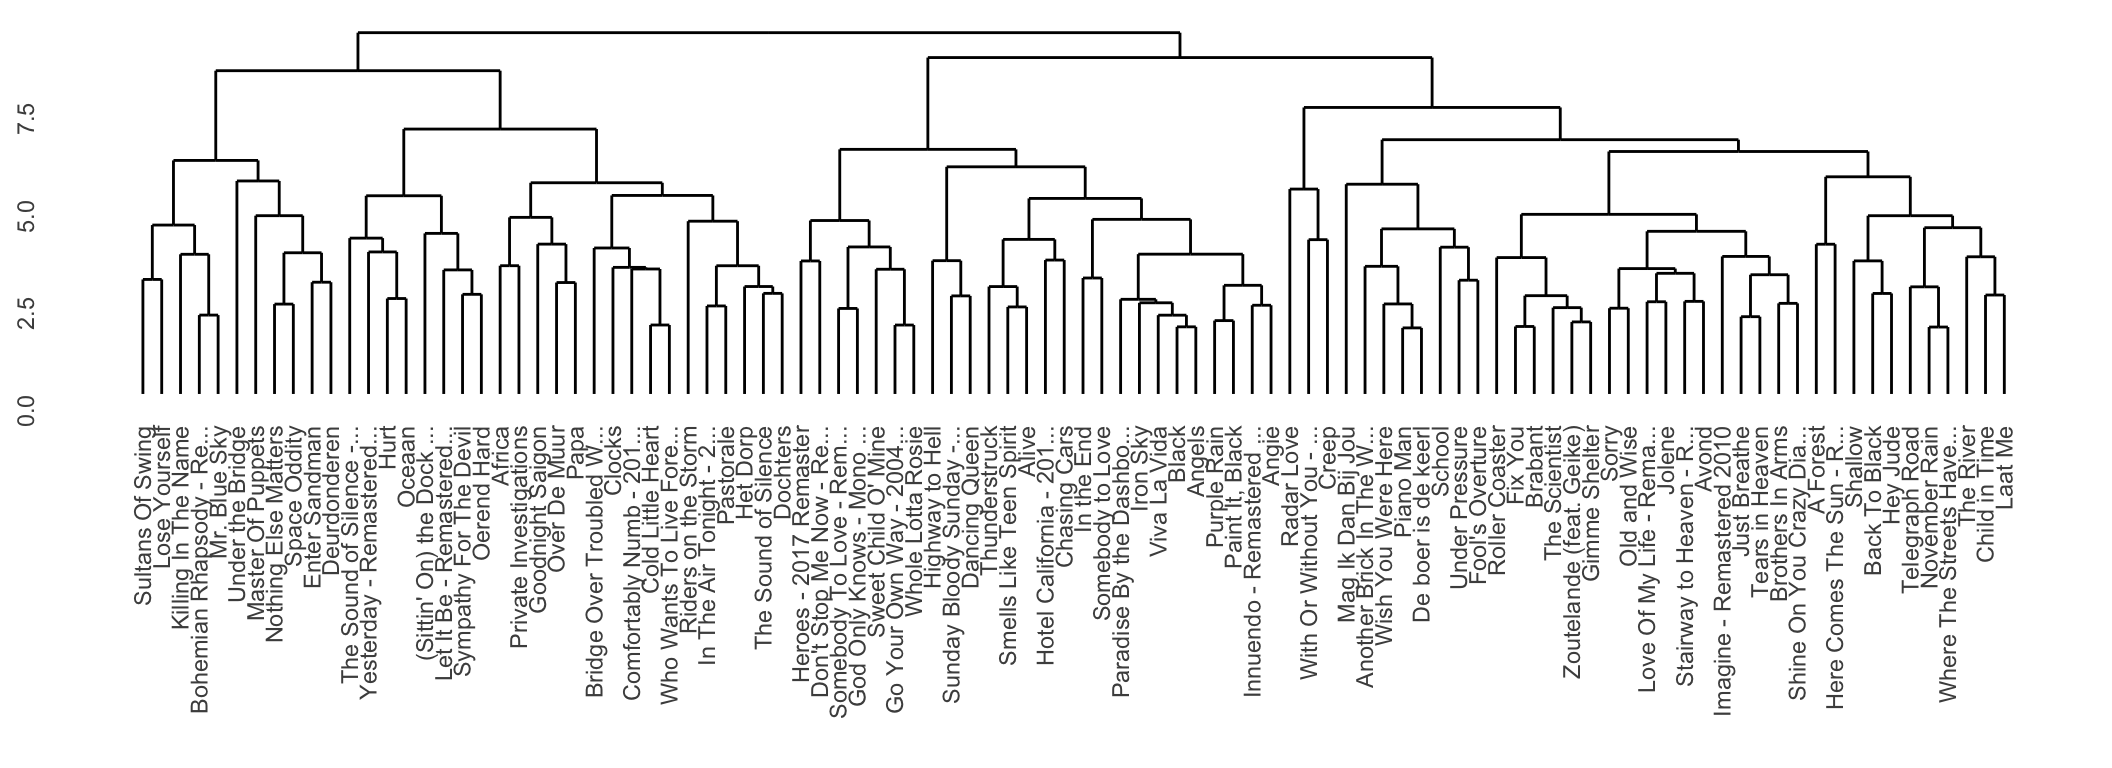 7.5
5.0
2.5
0.0
Sultans Of Swing
Lose Yourself
Killing In The Name
Bohemian Rhapsody - Re...
Mr. Blue Sky
Under the Bridge
Master Of Puppets
Nothing Else Matters
Space Oddity
Enter Sandman
Deurdonderen
The Sound of Silence -...
Yesterday - Remastered...
Hurt
Oceaan
(Sittin' On) the Dock ...
Let It Be - Remastered...
Sympathy For The Devil
Oerend Hard
Africa
Private Investigations
Goodnight Saigon
Over De Muur
Papa
Bridge Over Troubled W...
Clocks
Comfortably Numb - 201...
Cold Little Heart
Who Wants To Live Fore...
Riders on the Storm
In The Air Tonight - 2...
Pastorale
Het Dorp
The Sound of Silence
Dochters
Heroes - 2017 Remaster
Don't Stop Me Now - Re...
Somebody To Love - Rem...
God Only Knows - Mono ...
Sweet Child O' Mine
Go Your Own Way - 2004...
Whole Lotta Rosie
Highway to Hell
Sunday Bloody Sunday -...
Dancing Queen
Thunderstruck
Smells Like Teen Spirit
Alive
Hotel California - 201...
Chasing Cars
In the End
Somebody to Love
Paradise By the Dashbo...
Iron Sky
Viva La Vida
Black
Angels
Purple Rain
Paint It, Black
Innuendo - Remastered ...
Angie
Radar Love
With Or Without You - ...
Creep
Mag Ik Dan Bij Jou
Another Brick In The W...
Wish You Were Here
Piano Man
De boer is de keerl
School
Under Pressure
Fool's Overture
Roller Coaster
Fix You
Brabant
The Scientist
Zoutelande (feat. Geike)
Gimme Shelter
Sorry
Old and Wise
Love Of My Life - Rema...
Jolene
Stairway to Heaven - R...
Avond
Imagine - Remastered 2010
Just Breathe
Tears in Heaven
Brothers In Arms
Shine On You Crazy Dia...
A Forest
Here Comes The Sun - R...
Shallow
Back To Black
Hey Jude
Telegraph Road
November Rain
Where The Streets Have...
The River
Child In Time
Laat Me